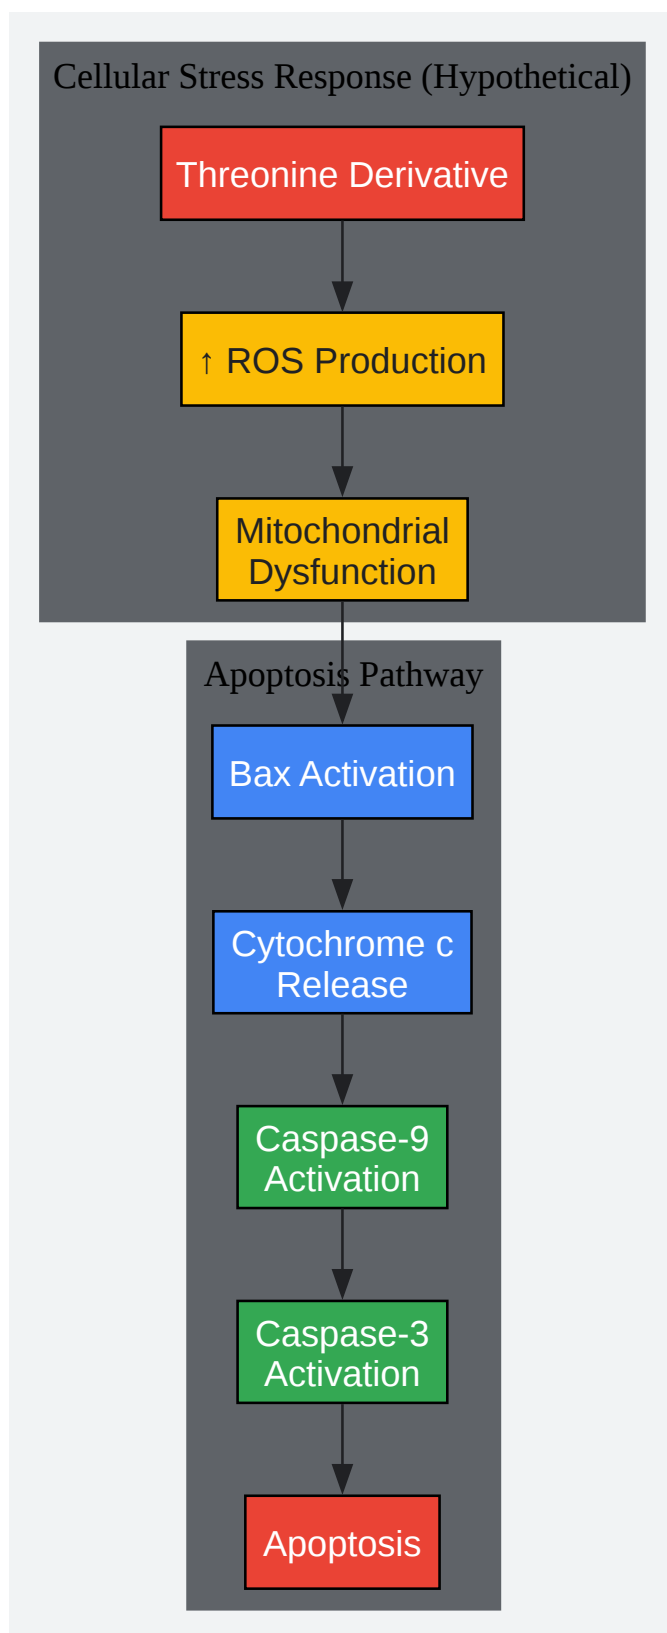 Cellular Stress Response (Hypothetical)
Threonine Derivative
↑ ROS Production
Mitochondrial
Dysfunction
Apoptosis Pathway
Bax Activation
Cytochrome c
Release
Caspase-9
Activation
Caspase-3
Activation
Apoptosis